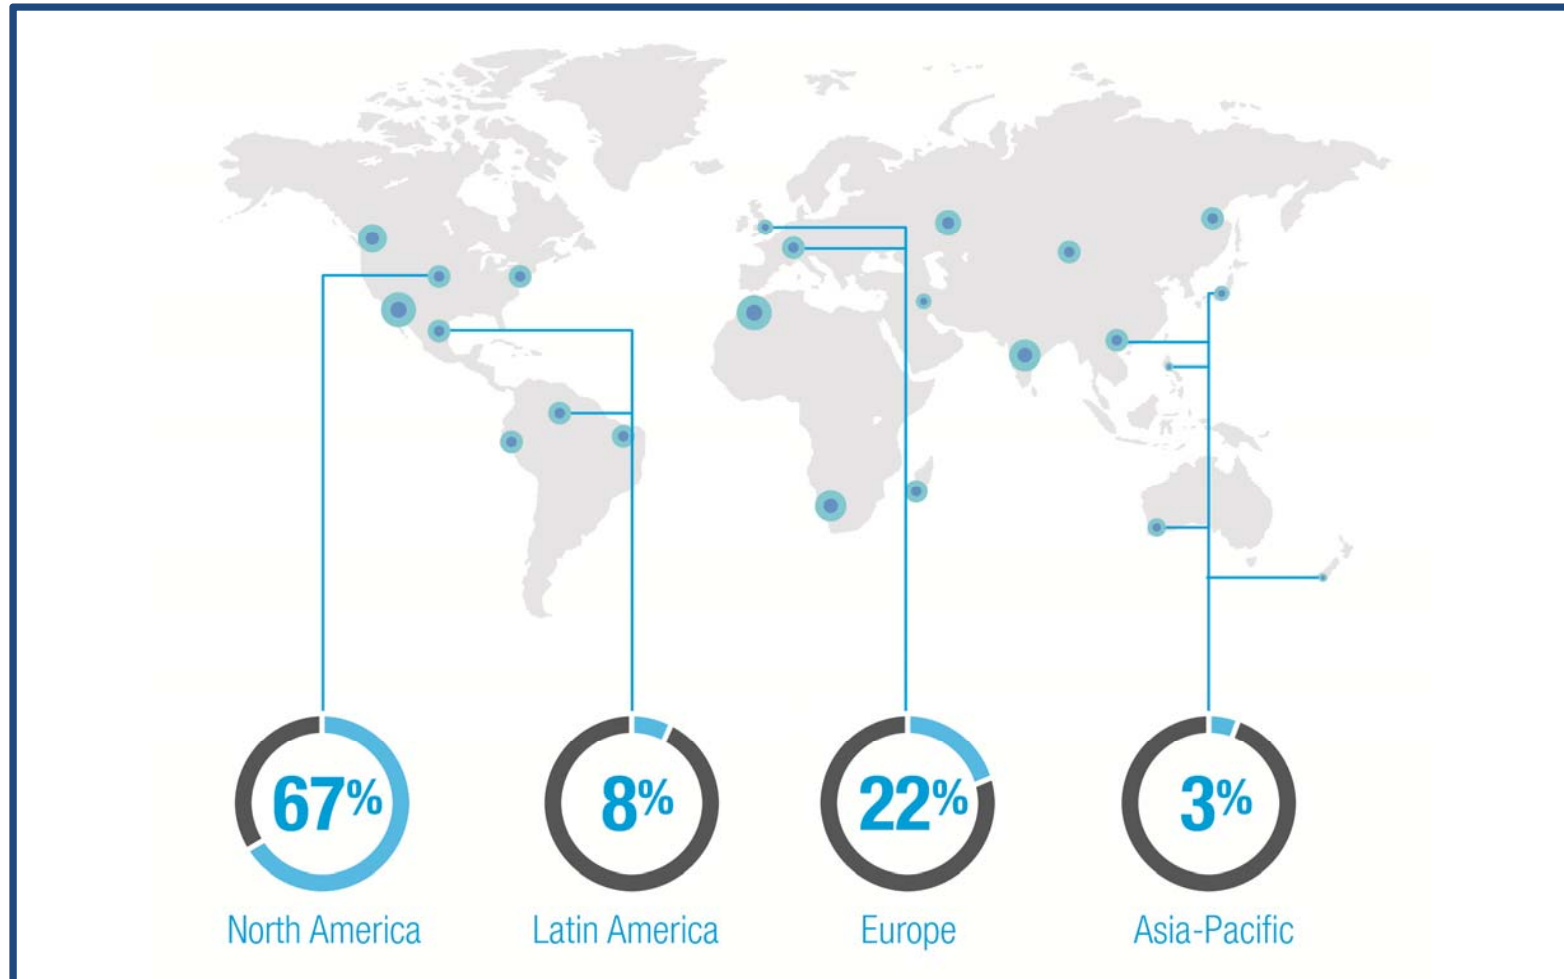 67%
8%
22%
3%
North America
Latin America
Europe
Asia-Pacific